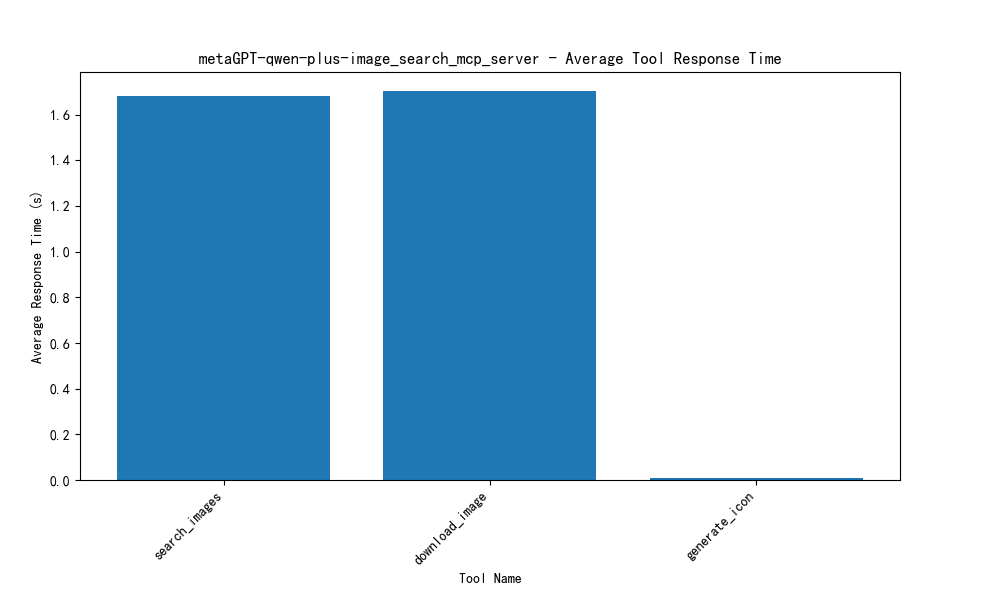 metaGPT-qwen-plus-image_search_mcp_server - Average Tool Response Time
Average Response Time (s)
1.6
1.4
1.2
1.0
0.8
0.6
0.4
0.2
0.0
search_images
download_image
generate_icon
Tool Name